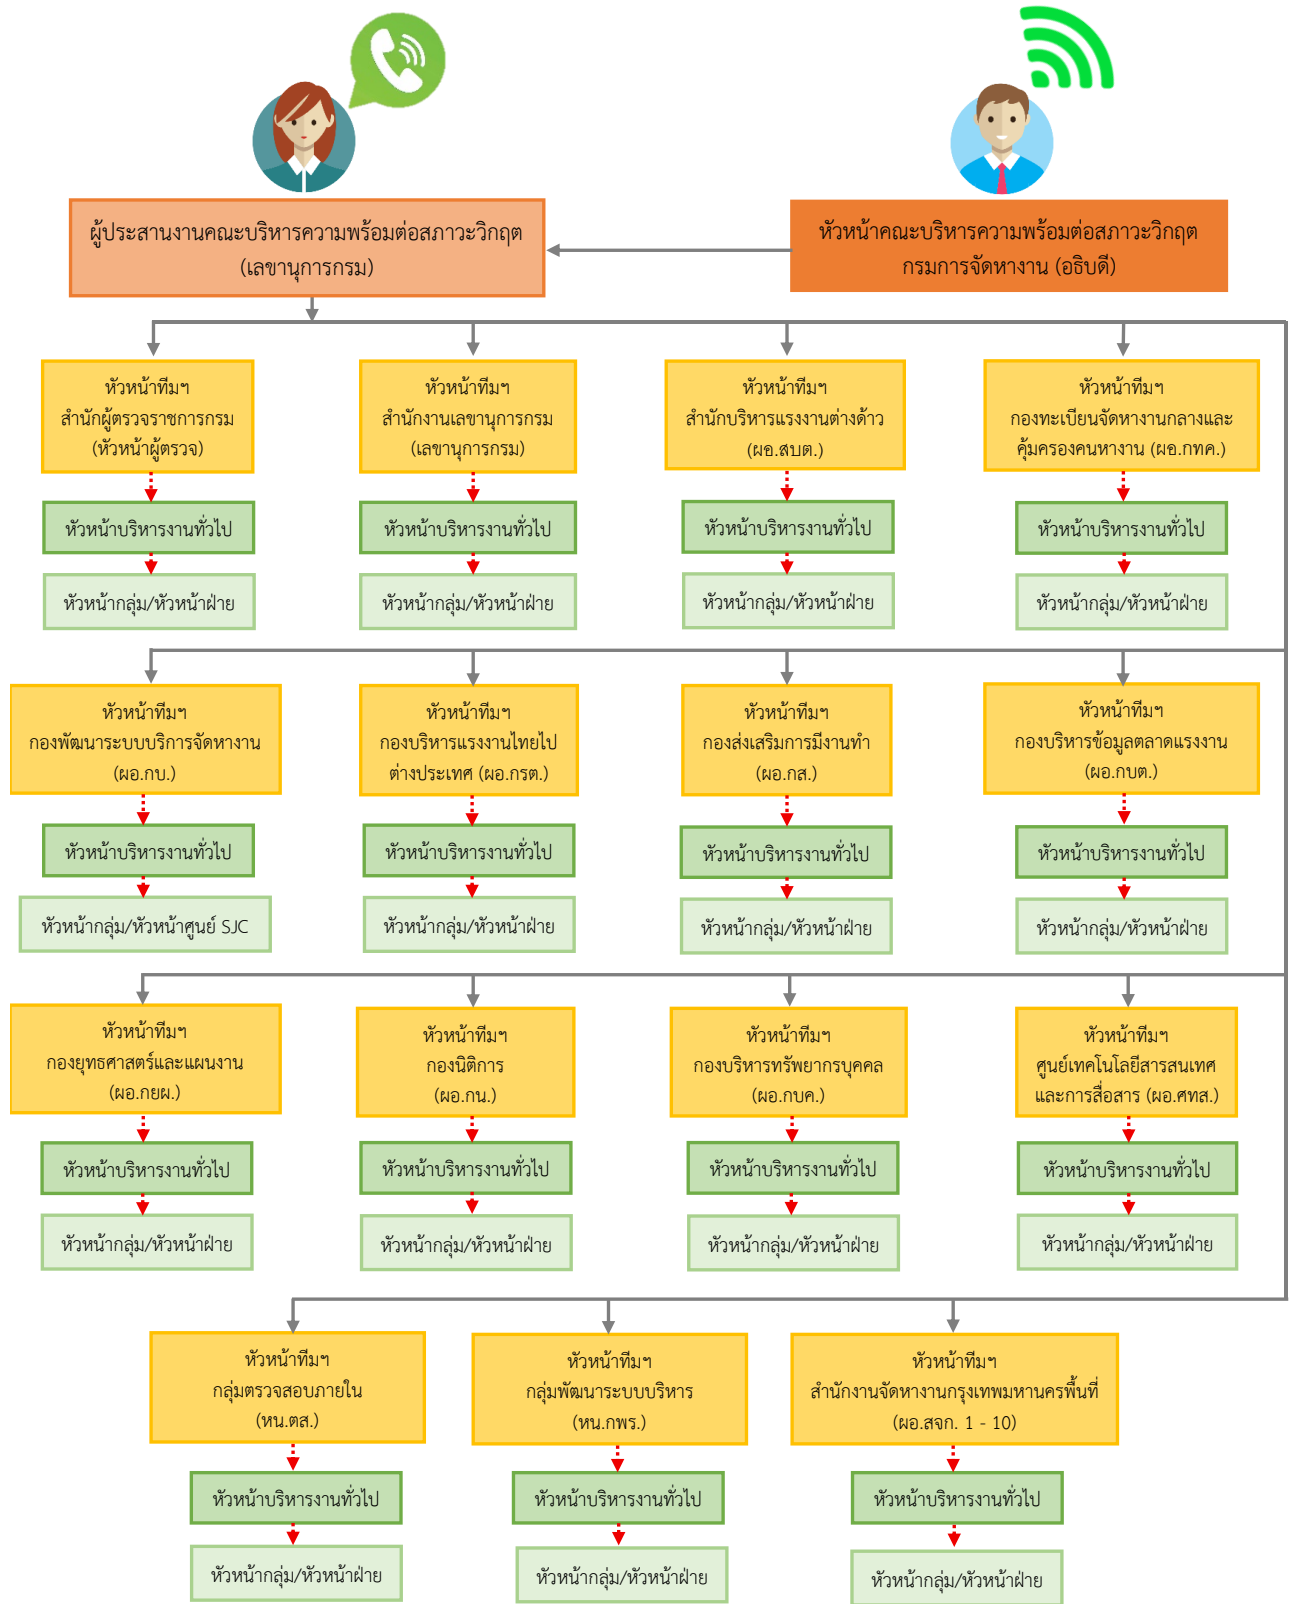 ผู้ประสานงานคณะบริหารความพร้อมต่อสภาวะวิกฤต
(เลขานุการกรม)
หัวหน้าคณะบริหารความพร้อมต่อสภาวะวิกฤต
กรมการจัดหางาน (อธิบดี)
หัวหน้าทีมฯ
สำนักผู้ตรวจราชการกรม
(หัวหน้าผู้ตรวจ)
หัวหน้าบริหารงานทั่วไป
หัวหน้ากลุ่ม/หัวหน้าฝ่าย
หัวหน้าทีมฯ
สำนักงานเลขานุการกรม
(เลขานุการกรม)
หัวหน้าบริหารงานทั่วไป
หัวหน้ากลุ่ม/หัวหน้าฝ่าย
หัวหน้าทีมฯ
สำนักบริหารแรงงานต่างด้าว
(ผอ.สบต.)
หัวหน้าบริหารงานทั่วไป
หัวหน้ากลุ่ม/หัวหน้าฝ่าย
หัวหน้าทีมฯ
กองทะเบียนจัดหางานกลางและ
คุ้มครองคนหางาน (ผอ.กทค.)
หัวหน้าบริหารงานทั่วไป
หัวหน้ากลุ่ม/หัวหน้าฝ่าย
หัวหน้าทีมฯ
กองพัฒนาระบบบริการจัดหางาน
(ผอ.กบ.)
หัวหน้าบริหารงานทั่วไป
หัวหน้ากลุ่ม/หัวหน้าศูนย์ SJC
หัวหน้าทีมฯ
กองบริหารแรงงานไทยไป
ต่างประเทศ (ผอ.กรต.)
หัวหน้าบริหารงานทั่วไป
หัวหน้ากลุ่ม/หัวหน้าฝ่าย
หัวหน้าทีมฯ
กองส่งเสริมการมีงานทำ
(ผอ.กส.)
หัวหน้าบริหารงานทั่วไป
หัวหน้ากลุ่ม/หัวหน้าฝ่าย
หัวหน้าทีมฯ
กองบริหารข้อมูลตลาดแรงงาน
(ผอ.กบต.)
หัวหน้าบริหารงานทั่วไป
หัวหน้ากลุ่ม/หัวหน้าฝ่าย
หัวหน้าทีมฯ
กองยุทธศาสตร์และแผนงาน
(ผอ.กยผ.)
หัวหน้าบริหารงานทั่วไป
หัวหน้ากลุ่ม/หัวหน้าฝ่าย
หัวหน้าทีมฯ
กองนิติการ
(ผอ.กน.)
หัวหน้าบริหารงานทั่วไป
หัวหน้ากลุ่ม/หัวหน้าฝ่าย
หัวหน้าทีมฯ
กองบริหารทรัพยากรบุคคล
(ผอ.กบค.)
หัวหน้าบริหารงานทั่วไป
หัวหน้ากลุ่ม/หัวหน้าฝ่าย
หัวหน้าทีมฯ
ศูนย์เทคโนโลยีสารสนเทศ
และการสื่อสาร (ผอ.ศทส.)
หัวหน้าบริหารงานทั่วไป
หัวหน้ากลุ่ม/หัวหน้าฝ่าย
หัวหน้าทีมฯ
กลุ่มตรวจสอบภายใน
(หน.ตส.)
หัวหน้าบริหารงานทั่วไป
หัวหน้ากลุ่ม/หัวหน้าฝ่าย
หัวหน้าทีมฯ
กลุ่มพัฒนาระบบบริหาร
(หน.กพร.)
หัวหน้าบริหารงานทั่วไป
หัวหน้ากลุ่ม/หัวหน้าฝ่าย
หัวหน้าทีมฯ
สำนักงานจัดหางานกรุงเทพมหานครพื้นที่
(ผอ.สจก. 1 - 10)
หัวหน้าบริหารงานทั่วไป
หัวหน้ากลุ่ม/หัวหน้าฝ่าย